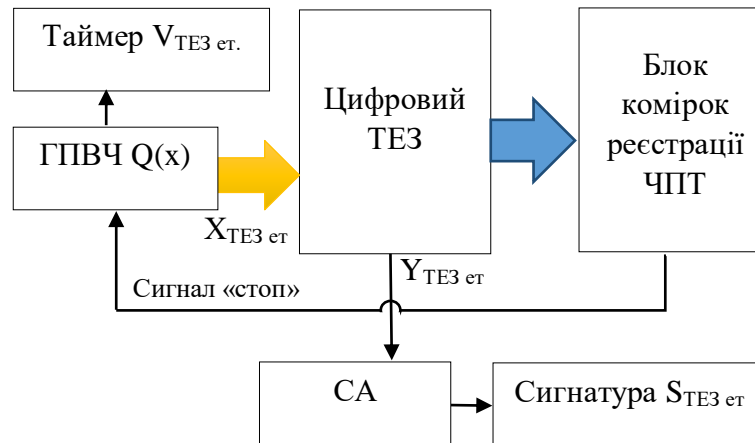 Таймер VТЕЗ ет.
ГПВЧ Q(x)
XТЕЗ ет
Цифровий
ТЕЗ
Блок
комірок
реєстрації
ЧПТ
YТЕЗ ет
Сигнал «стоп»
СА
Сигнатура SТЕЗ ет